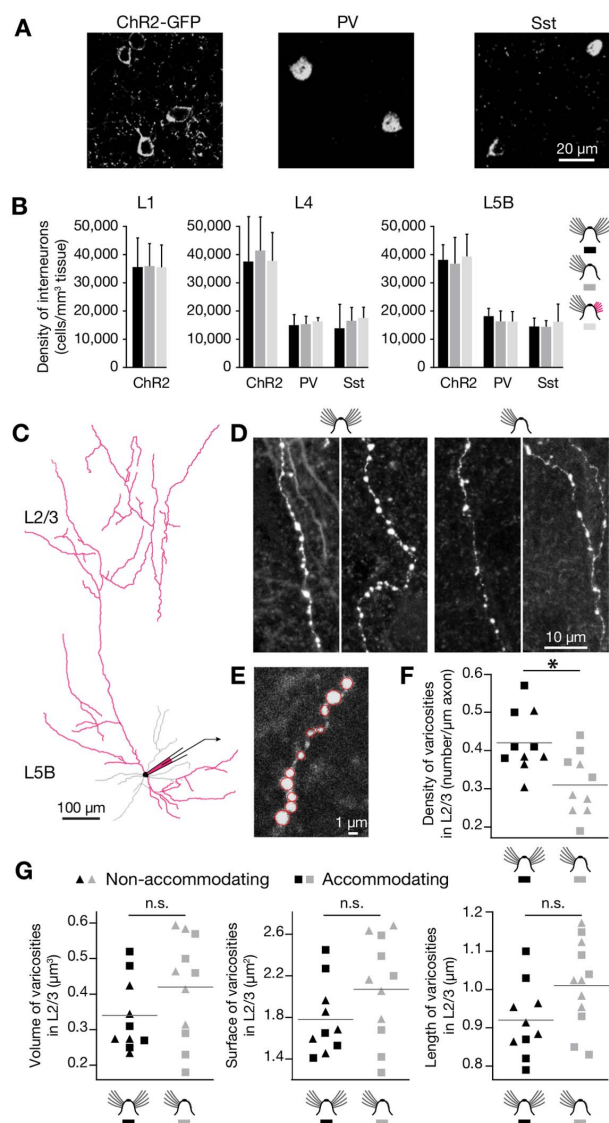 A
ChR2-GFP
PV
Sst
20 µm
B
L1
L4
L5B
Density of interneurons
(cells/mm³ tissue)
50,000
40,000
30,000
20,000
10,000
0
50,000
40,000
30,000
20,000
10,000
0
50,000
40,000
30,000
20,000
10,000
0
ChR2
ChR2 PV Sst
ChR2 PV Sst
C
L2/3
L5B
100 µm
D
10 µm
E
1 µm
F
Density of varicosities
in L2/3 (number/µm axon)
0.6
0.5
0.4
0.3
0.2
*
G
Non-accommodating
Accommodating
Volume of varicosities
in L2/3 (µm³)
0.6
0.5
0.4
0.3
0.2
n.s.
Surface of varicosities
in L2/3 (µm²)
2.6
2.2
1.8
1.4
n.s.
Length of varicosities
in L2/3 (µm)
1.2
1.1
1.0
0.9
0.8
n.s.